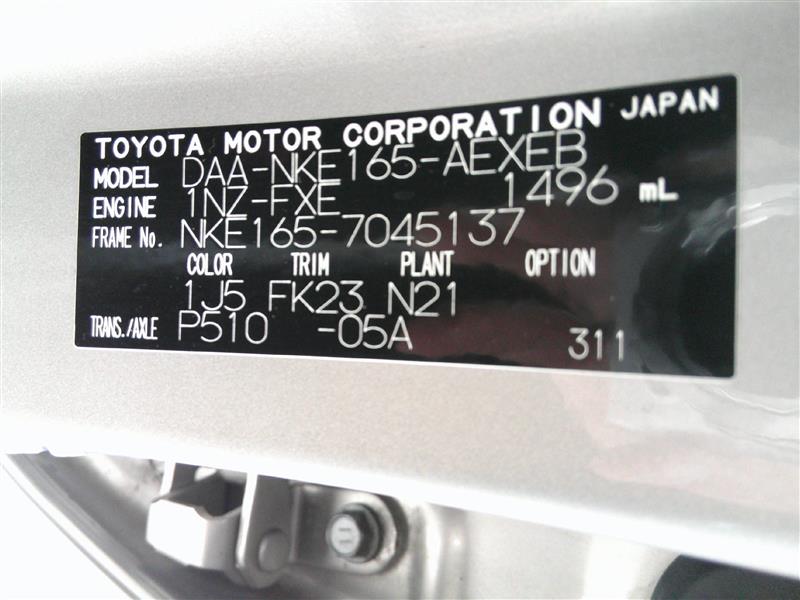 TOYOTA MOTOR CORPORATION JAPAN
MODEL DAA-NKE165-AEXEB
ENGINE 1NZ-FXE 1496 mL
FRAME No. NKE165-7045137
COLOR TRIM PLANT OPTION
1J5 FK23 N21
TRANS./AXLE P510 -05A
311